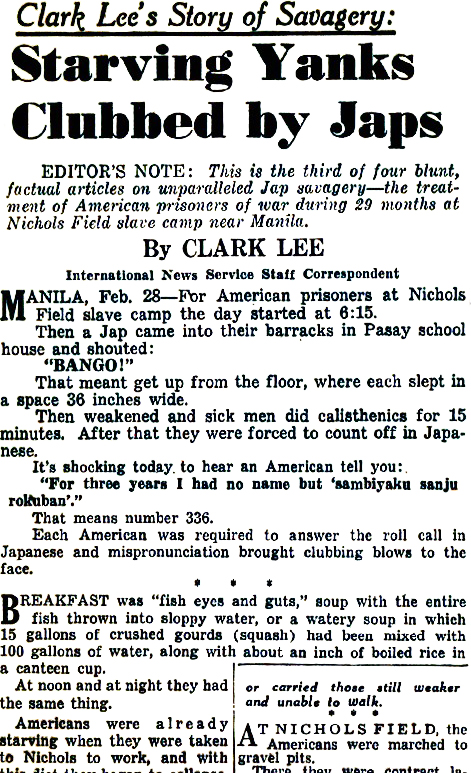 Clark Lee's Story of Savagery:
Starving Yanks
Clubbed by Japs
EDITOR'S NOTE: This is the third of four blunt,
factual articles on unparalleled Jap savagery—the treat-
ment of American prisoners of war during 29 months at
Nichols Field slave camp near Manila.
By CLARK LEE
International News Service Staff Correspondent
MANILA, Feb. 28—For American prisoners at Nichols
Field slave camp the day started at 6:15.
Then a Jap came into their barracks in Pasay school
house and shouted:
"BANGO!"
That meant get up from the floor, where each slept in
a space 36 inches wide.
Then weakened and sick men did calisthenics for 15
minutes. After that they were forced to count off in Japa-
nese.
It's shocking today to hear an American tell you:
"For three years I had no name but 'sambiyaku sanju
rokuban'."
That means number 336.
Each American was required to answer the roll call in
Japanese and mispronunciation brought clubbing blows to the
face.
* * *
BREAKFAST was "fish eyes and guts," soup with the entire
fish thrown into sloppy water, or a watery soup in which
15 gallons of crushed gourds (squash) had been mixed with
100 gallons of water, along with about an inch of boiled rice in
a canteen cup.
At noon and at night they had
the same thing.
Americans were already
starving when they were taken
to Nichols to work, and with
this diet they began to collapse
or carried those still weaker
and unable to walk.
* * *
AT NICHOLS FIELD, the
Americans were marched to
gravel pits.
There they were contract la-